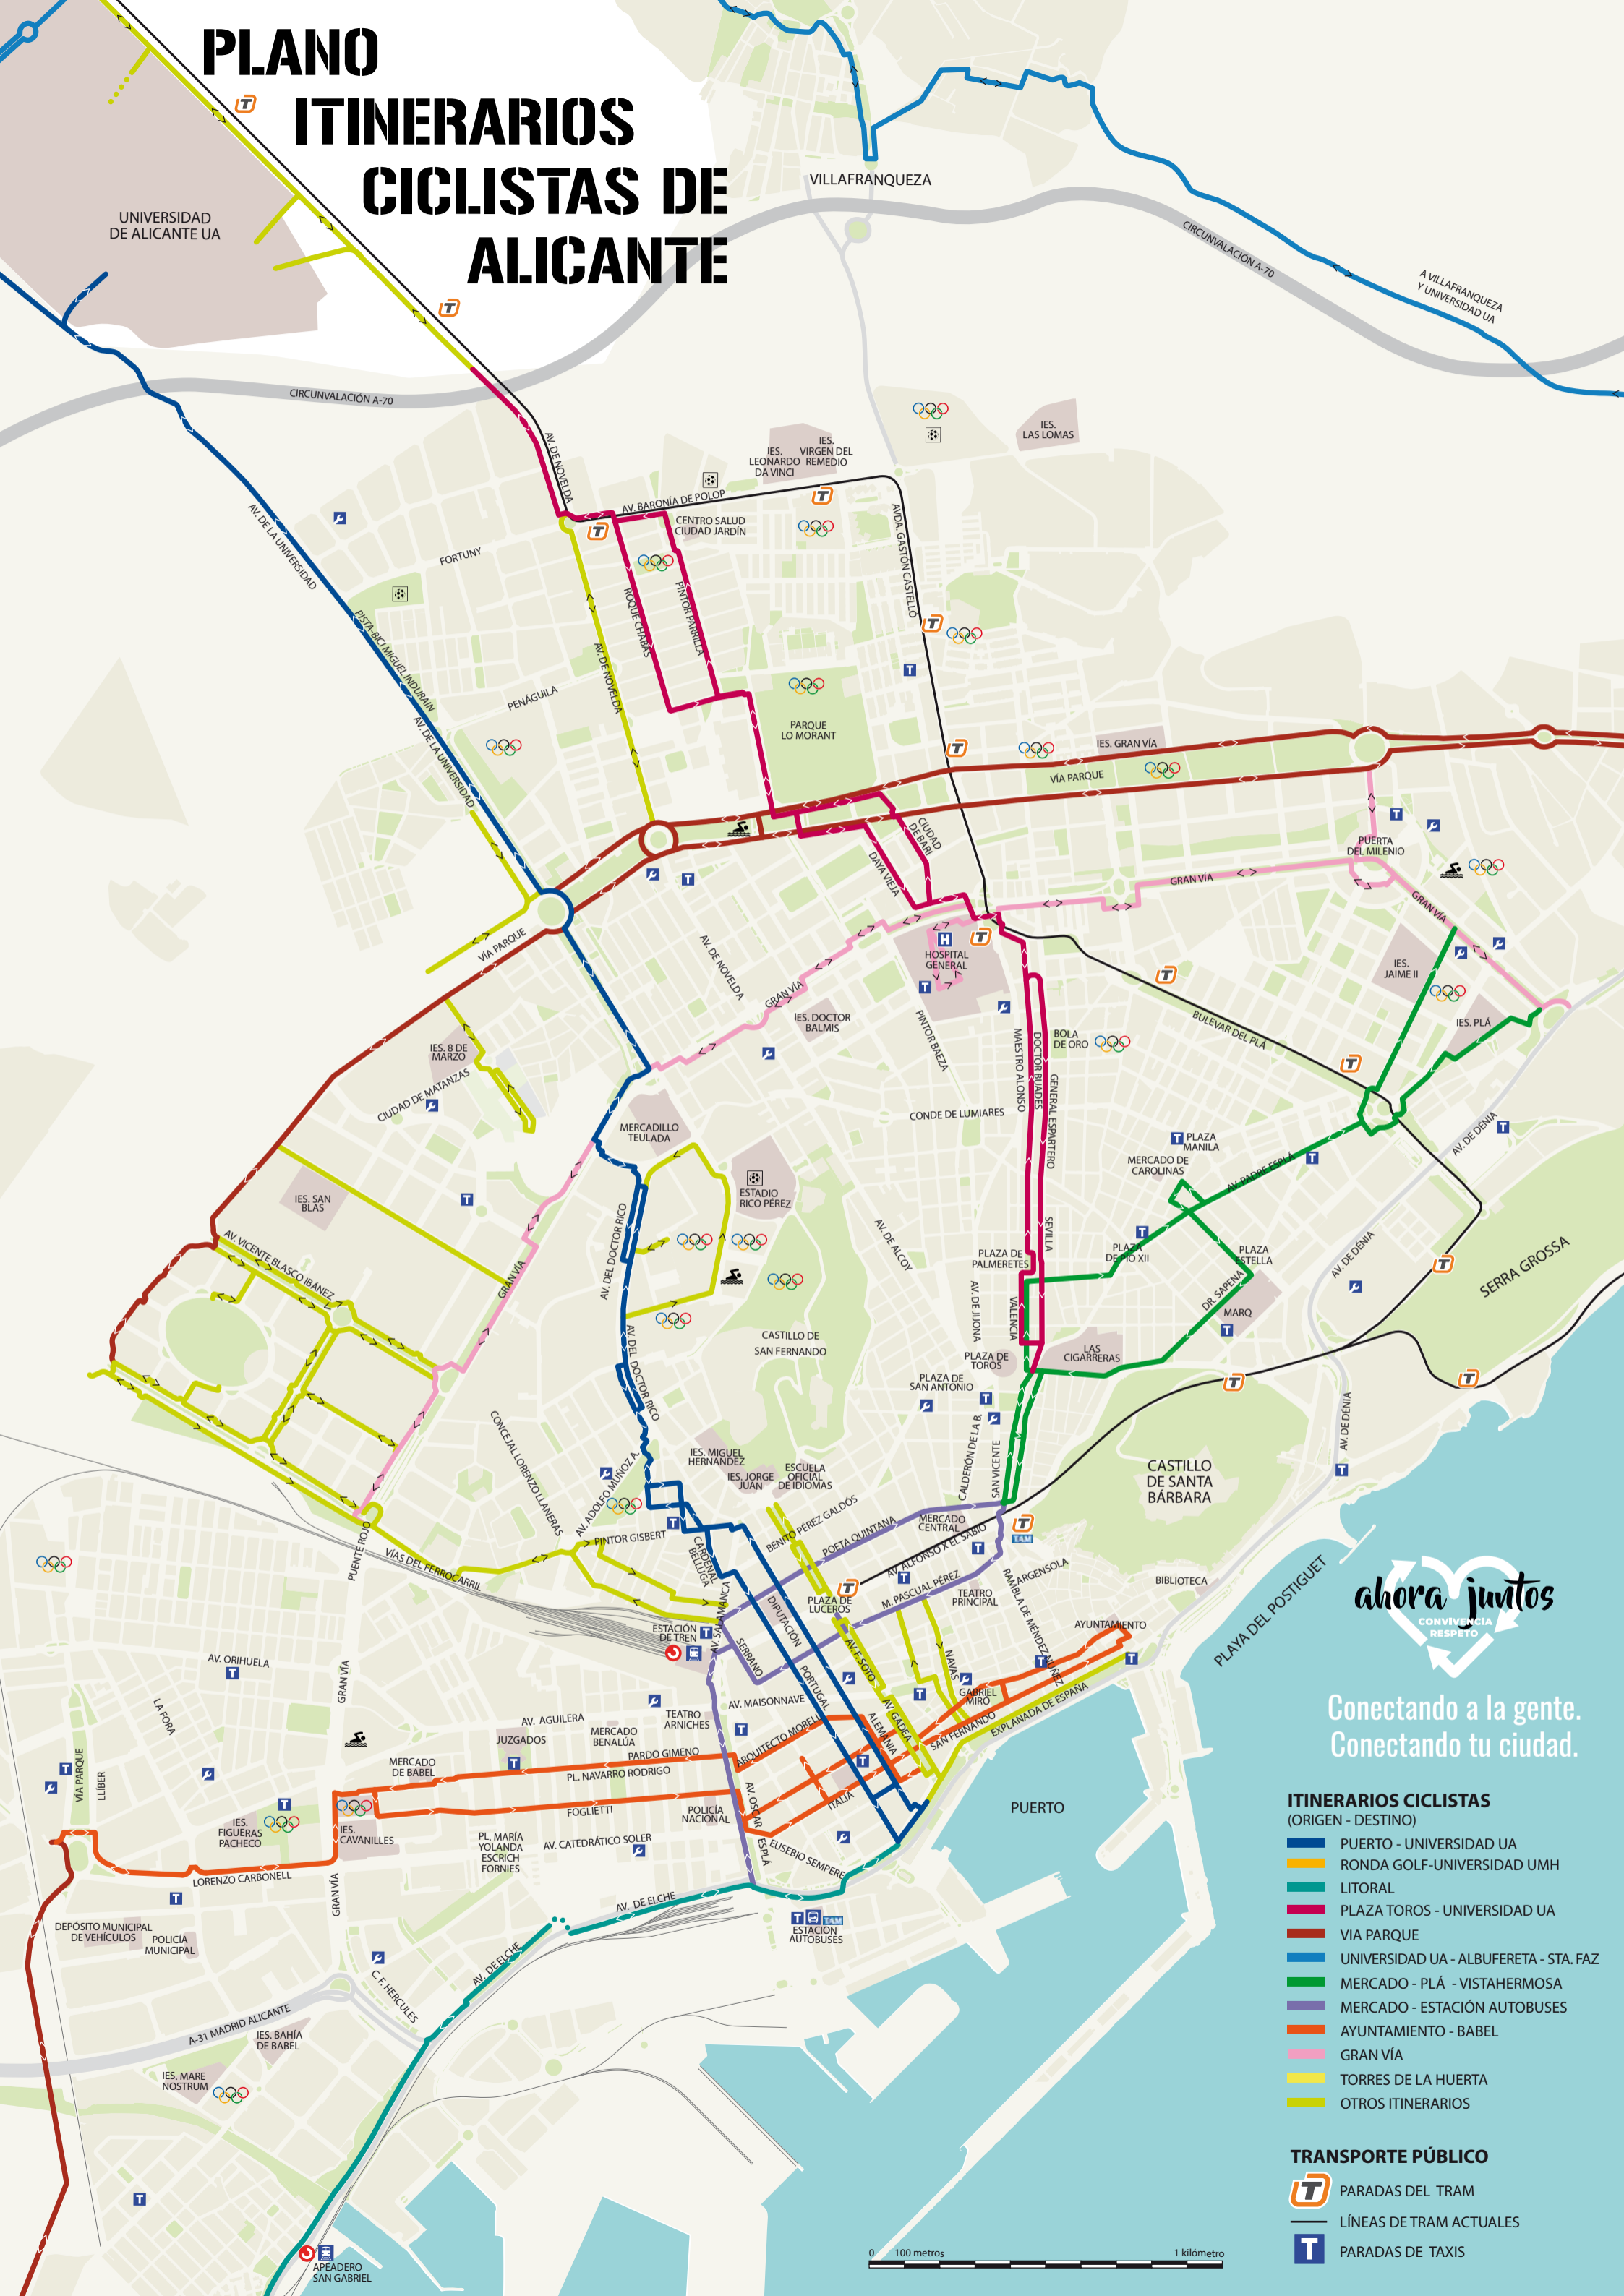 PLANO
ITINERARIOS
CICLISTAS DE
ALICANTE
UNIVERSIDAD
DE ALICANTE UA
VILLAFRANQUEZA
CIRCUNVALACIÓN A-70
A VILLAFRANQUEZA
Y UNIVERSIDAD UA
CIRCUNVALACIÓN A-70
AV. DE NOVELDA
IES.
LEONARDO
DA VINCI
IES.
VIRGEN DEL
REMEDIO
IES.
LAS LOMAS
AV. BARONÍA DE POLOP
CENTRO SALUD
CIUDAD JARDÍN
AVDA. GASTÓN CASTELLÓ
AV. DE LA UNIVERSIDAD
FORTUNY
PISTA-BICI MIGUEL INDURAIN
ROQUE CHABAS
PINTOR PARRILLA
AV. DE NOVELDA
PENÁGUILA
AV. DE LA UNIVERSIDAD
PARQUE
LO MORANT
IES. GRAN VÍA
VÍA PARQUE
CIUDAD
DE BARI
DAYA VIEJA
PUERTA
DEL MILENIO
GRAN VÍA
GRAN VÍA
VÍA PARQUE
AV. DE NOVELDA
GRAN VÍA
H
HOSPITAL
GENERAL
IES.
JAIME II
IES. PLÁ
IES. DOCTOR
BALMIS
PINTOR BAEZA
MAESTRO ALONSO
DOCTOR BUADES
GENERAL ESPARTERO
BOLA
DE ORO
BULEVAR DEL PLÁ
IES. 8 DE
MARZO
CIUDAD DE MATANZAS
MERCADILLO
TEULADA
CONDE DE LUMIARES
PLAZA
MANILA
MERCADO DE
CAROLINAS
AV. PADRE ESPLÁ
AV. DE DÉNIA
IES. SAN
BLAS
ESTADIO
RICO PÉREZ
AV. DEL DOCTOR RICO
AV. VICENTE BLASCO IBÁÑEZ
GRAN VÍA
AV. DE ALCOY
SEVILLA
PLAZA DE
PALMERETES
PLAZA
DE PÍO XII
PLAZA
ESTELLA
AV. DE DÉNIA
SERRA GROSSA
DR. SAPENA
MARQ
AV. DE JIJONA
VALENCIA
CASTILLO DE
SAN FERNANDO
AV. DEL DOCTOR RICO
PLAZA DE
TOROS
LAS
CIGARRERAS
PLAZA DE
SAN ANTONIO
CONCEJAL LORENZO LLANERAS
AV. ADOLFO MUÑOZ A.
IES. MIGUEL
HERNANDEZ
IES. JORGE
JUAN
ESCUELA
OFICIAL
DE IDIOMAS
CALDERÓN DE LA B.
SAN VICENTE
CASTILLO
DE SANTA
BÁRBARA
AV. DE DÉNIA
PUENTE ROJO
VÍAS DEL FERROCARRIL
PINTOR GISBERT
CARDENAL
BELLUGA
BENITO PÉREZ GALDÓS
POETA QUINTANA
MERCADO
CENTRAL
AV. ALFONSO X EL SABIO
TAM
ARGENSOLA
M. PASCUAL PÉREZ
TEATRO
PRINCIPAL
PLAZA DE
LUCEROS
RAMBLA DE MÉNDEZ NÚÑEZ
BIBLIOTECA
AYUNTAMIENTO
PLAYA DEL POSTIGUET
ESTACIÓN
DE TREN
AV. SALAMANCA
DIPUTACIÓN
SERRANO
PORTUGAL
AV. F. SOTO
NAVAS
GABRIEL
MIRÓ
AV. ORIHUELA
GRAN VÍA
LA FORA
AV. AGUILERA
JUZGADOS
MERCADO
BENALÚA
TEATRO
ARNICHES
AV. MAISONNAVE
ARQUITECTO MORELL
ALEMANIA
AV. GADEA
SAN FERNANDO
EXPLANADA DE ESPAÑA
VÍA PARQUE
LLÍBER
MERCADO
DE BABEL
PARDO GIMENO
PL. NAVARRO RODRIGO
FOGLIETTI
POLICÍA
NACIONAL
AV. OSCAR ESPLÁ
ITALIA
PUERTO
IES.
FIGUERAS
PACHECO
IES.
CAVANILLES
PL. MARÍA
YOLANDA
ESCRICH
FORNIES
AV. CATEDRÁTICO SOLER
EUSEBIO SEMPERE
LORENZO CARBONELL
GRAN VÍA
AV. DE ELCHE
TAM
ESTACIÓN
AUTOBUSES
DEPÓSITO MUNICIPAL
DE VEHÍCULOS
POLICÍA
MUNICIPAL
AV. DE ELCHE
C. F. HERCULES
A-31 MADRID ALICANTE
IES. BAHÍA
DE BABEL
IES. MARE
NOSTRUM
APEADERO
SAN GABRIEL
0 100 metros 1 kilómetro
ahora juntos
CONVIVENCIA
RESPETO
Conectando a la gente.
Conectando tu ciudad.
ITINERARIOS CICLISTAS
(ORIGEN - DESTINO)
PUERTO - UNIVERSIDAD UA
RONDA GOLF-UNIVERSIDAD UMH
LITORAL
PLAZA TOROS - UNIVERSIDAD UA
VIA PARQUE
UNIVERSIDAD UA - ALBUFERETA - STA. FAZ
MERCADO - PLÁ - VISTAHERMOSA
MERCADO - ESTACIÓN AUTOBUSES
AYUNTAMIENTO - BABEL
GRAN VÍA
TORRES DE LA HUERTA
OTROS ITINERARIOS
TRANSPORTE PÚBLICO
T PARADAS DEL TRAM
LÍNEAS DE TRAM ACTUALES
T PARADAS DE TAXIS